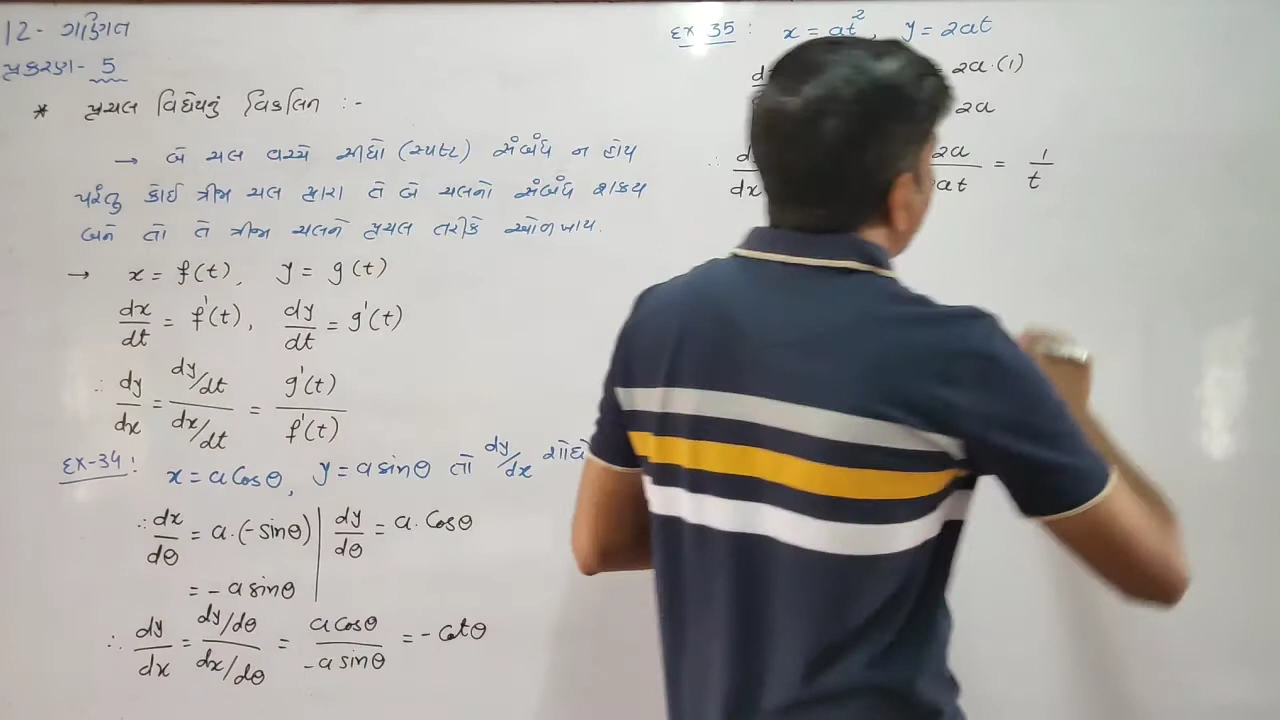 12 - ગણિત
પ્રકરણ - 5
* પ્રચલ વિધેયનું વિકલિત :-
→ બે ચલ વચ્ચે સીધો (સ્પષ્ટ) સંબંધ ન હોય
પરંતુ કોઈ ત્રીજા ચલ દ્વારા તે બે ચલનો સંબંધ શક્ય
બને તો તે ત્રીજા ચલને પ્રચલ તરીકે ઓળખાય.
→ x = f(t), y = g(t)
dx/dt = f'(t), dy/dt = g'(t)
∴ dy/dx = (dy/dt)/(dx/dt) = g'(t)/f'(t)
Ex-34 : x = a cosθ, y = a sinθ તો dy/dx શોધો
∴ dx/dθ = a·(-sinθ) | dy/dθ = a·cosθ
= - a sinθ
∴ dy/dx = (dy/dθ)/(dx/dθ) = a cosθ/-a sinθ = - cotθ
Ex 35 : x = at², y = 2at
= 2a·(1)
2a
∴ d/dx 2a/at = 1/t